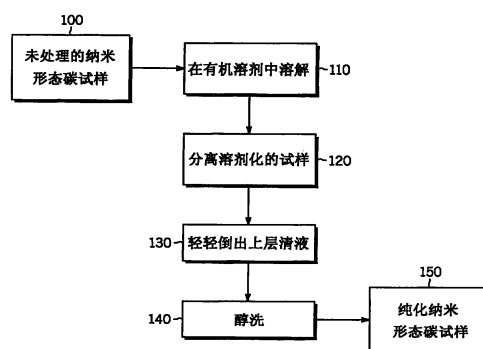 100
未处理的纳米
形态碳试样
在有机溶剂中溶解
110
分离溶剂化的试样
120
130
轻轻倒出上层清液
140
醇洗
150
纯化纳米
形态碳试样